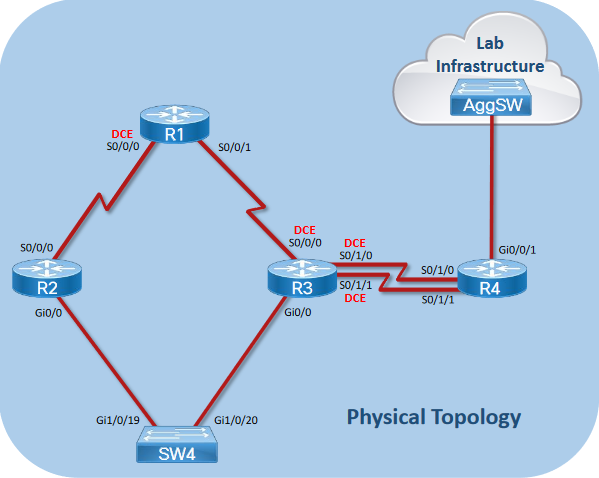 Lab
Infrastructure
AggSW
R1
DCE
S0/0/0
S0/0/1
DCE
S0/0/0
DCE
S0/1/0
Gi0/0/1
S0/0/0
R2
R3
S0/1/0
R4
S0/1/1
S0/1/1
DCE
Gi0/0
Gi0/0
Physical Topology
Gi1/0/19
Gi1/0/20
SW4